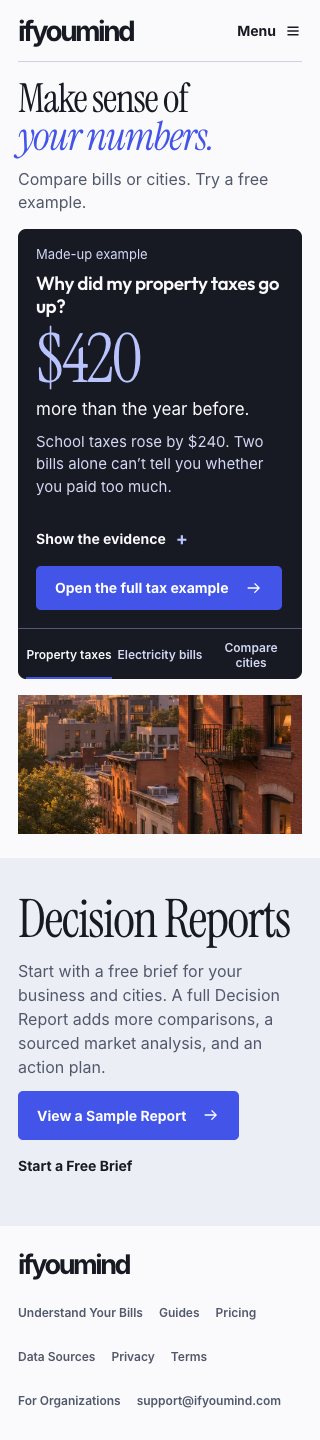 ifyoumind
Menu
Make sense of
your numbers.
Compare bills or cities. Try a free
example.
Made-up example
Why did my property taxes go
up?
$420
more than the year before.
School taxes rose by $240. Two
bills alone can’t tell you whether
you paid too much.
Show the evidence +
Open the full tax example →
Property taxes Electricity bills Compare
cities
Decision Reports
Start with a free brief for your
business and cities. A full Decision
Report adds more comparisons, a
sourced market analysis, and an
action plan.
View a Sample Report →
Start a Free Brief
ifyoumind
Understand Your Bills Guides Pricing
Data Sources Privacy Terms
For Organizations support@ifyoumind.com